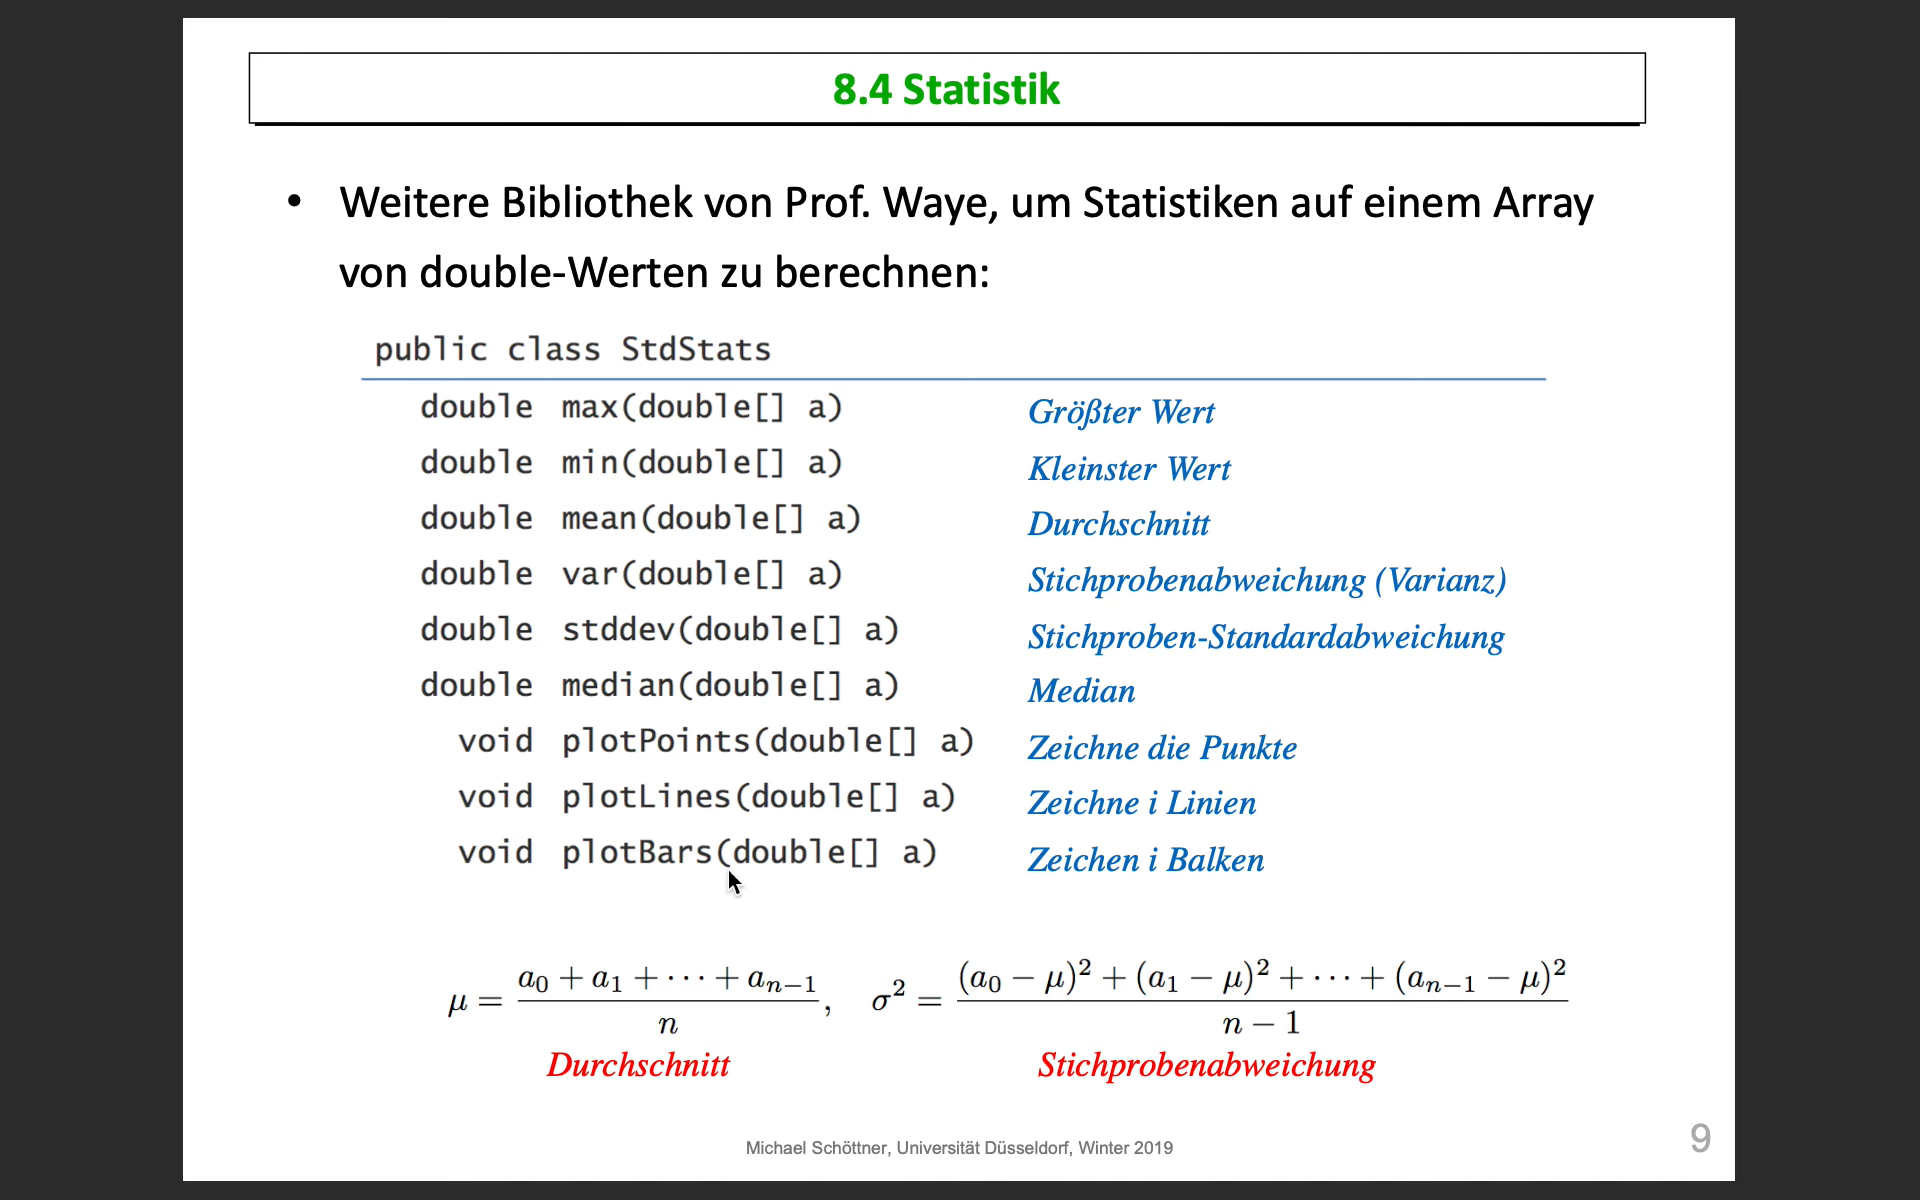 8.4 Statistik
• Weitere Bibliothek von Prof. Waye, um Statistiken auf einem Array
von double-Werten zu berechnen:
public class StdStats
double max(double[] a) Größter Wert
double min(double[] a) Kleinster Wert
double mean(double[] a) Durchschnitt
double var(double[] a) Stichprobenabweichung (Varianz)
double stddev(double[] a) Stichproben-Standardabweichung
double median(double[] a) Median
void plotPoints(double[] a) Zeichne die Punkte
void plotLines(double[] a) Zeichne i Linien
void plotBars(double[] a) Zeichen i Balken
μ = (a₀ + a₁ + ··· + aₙ₋₁) / n, σ² = ((a₀ − μ)² + (a₁ − μ)² + ··· + (aₙ₋₁ − μ)²) / (n − 1)
Durchschnitt Stichprobenabweichung
Michael Schöttner, Universität Düsseldorf, Winter 2019
9